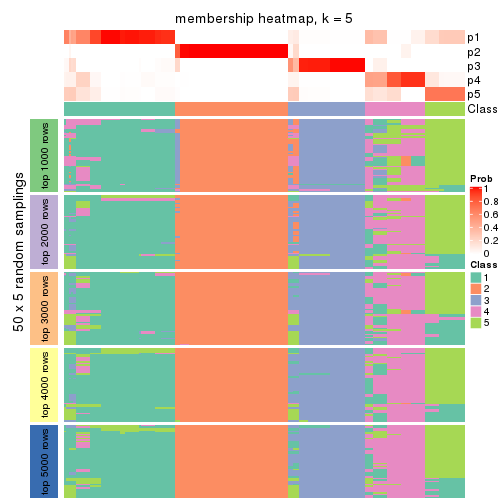 membership heatmap, k = 5
p1
p2
p3
p4
p5
Class
50 x 5 random samplings
top 1000 rows
top 2000 rows
top 3000 rows
top 4000 rows
top 5000 rows
Prob
1
0.8
0.6
0.4
0.2
0
Class
1
2
3
4
5